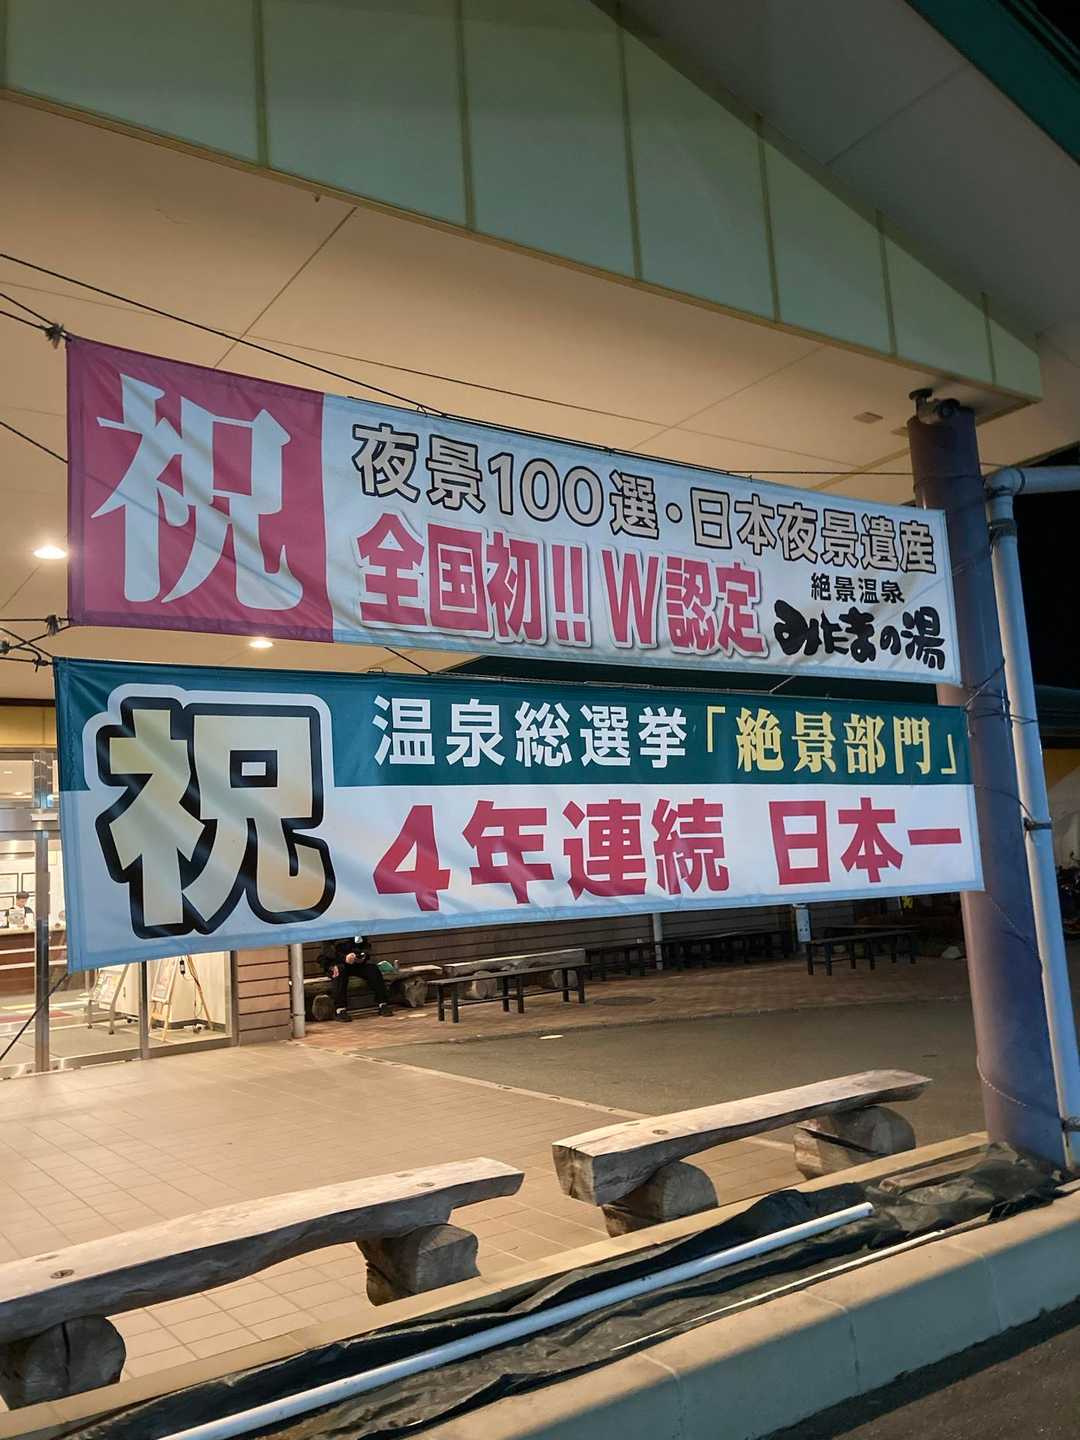 祝
夜景100選・日本夜景遺産
全国初!! W認定
絶景温泉
みたまの湯
祝
温泉総選挙「絶景部門」
4年連続 日本一